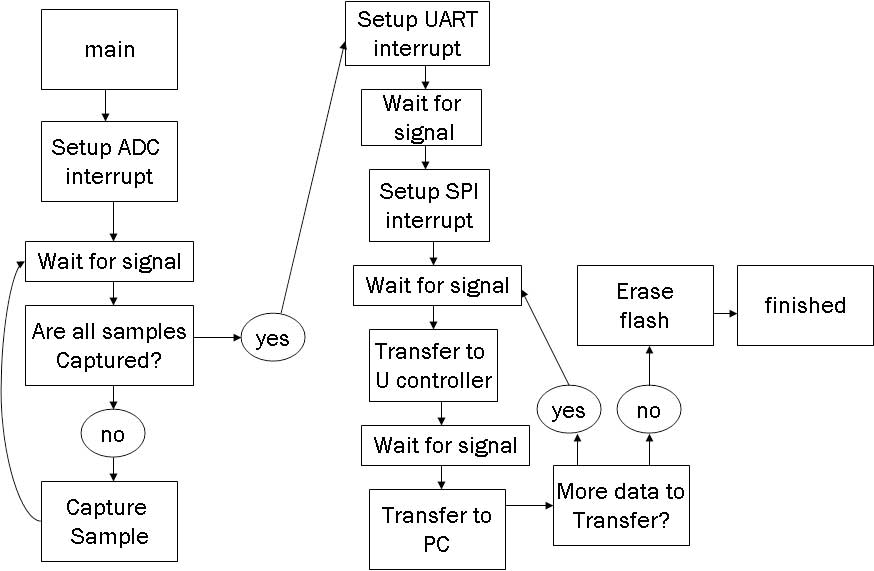 main
Setup ADC
interrupt
Wait for signal
Are all samples
Captured?
yes
no
Capture
Sample
Setup UART
interrupt
Wait for
signal
Setup SPI
interrupt
Wait for signal
Transfer to
U controller
Wait for signal
Transfer to
PC
More data to
Transfer?
yes
no
Erase
flash
finished